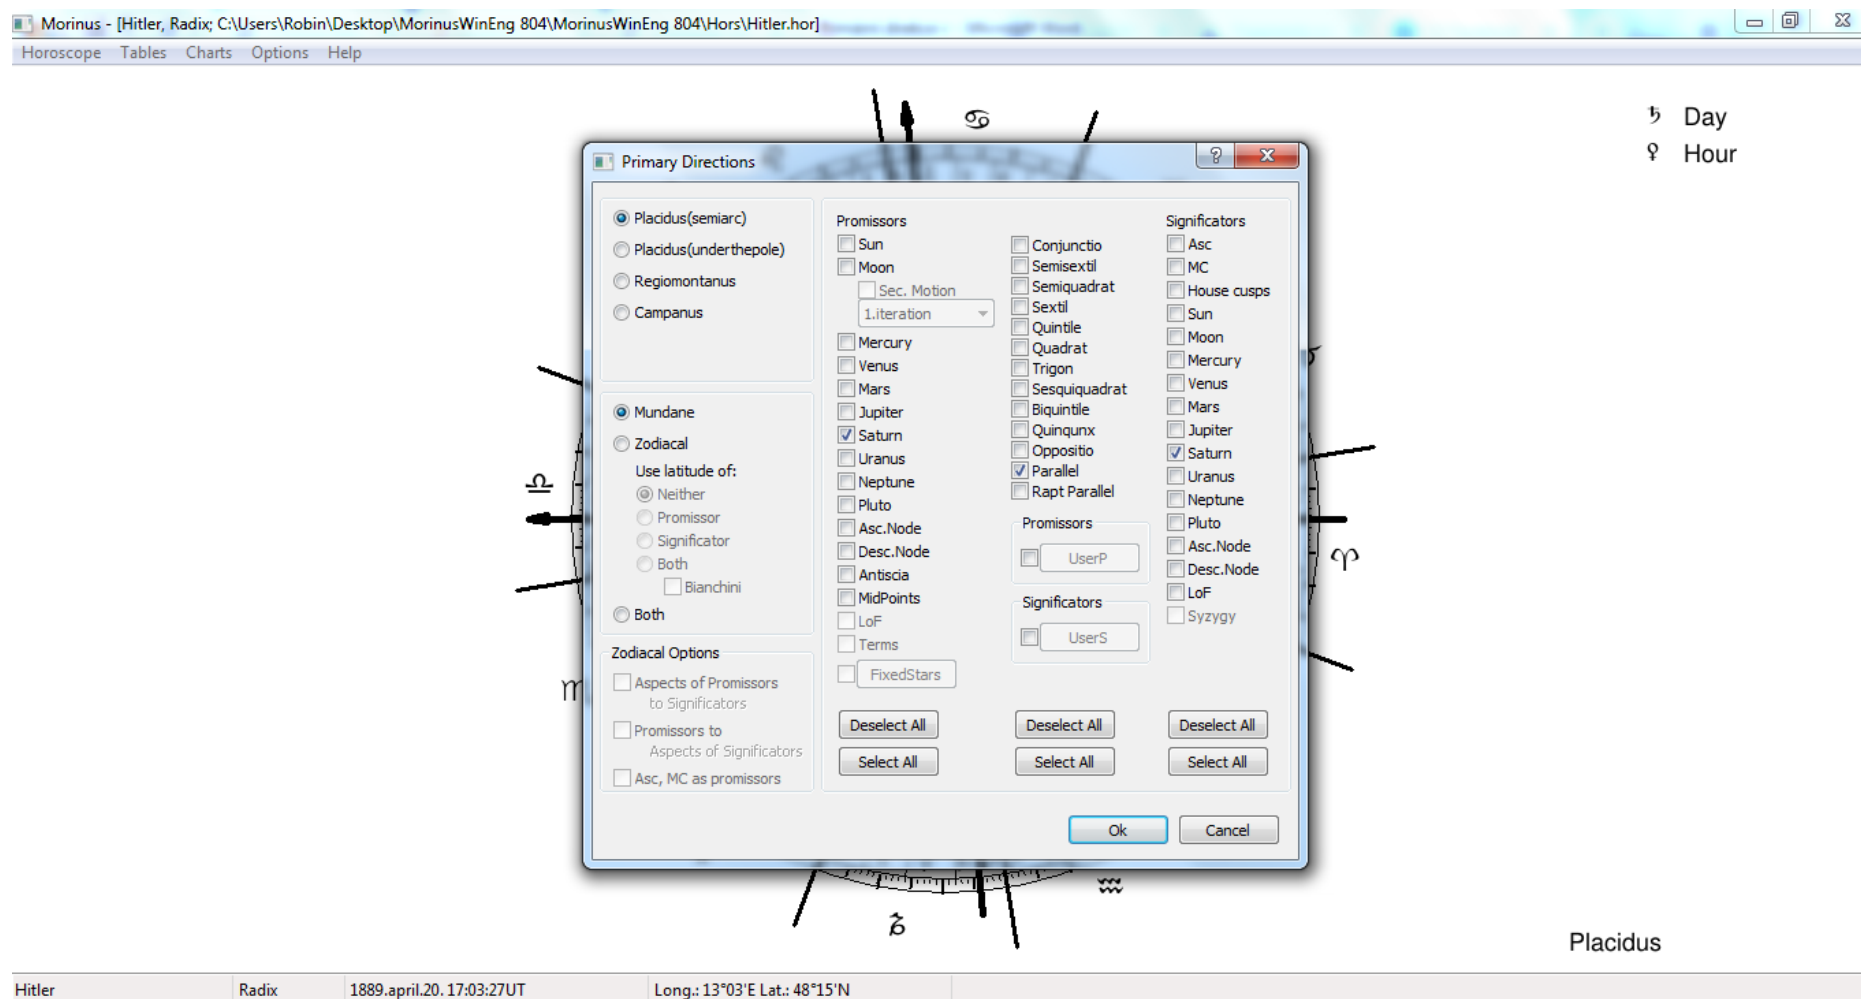 Morinus - [Hitler, Radix; C:\Users\Robin\Desktop\MorinusWinEng 804\MorinusWinEng 804\Hors\Hitler.hor]
Horoscope Tables Charts Options Help
♄ Day
♀ Hour
♋
♎
♈
♒
Primary Directions
Placidus(semiarc)
Placidus(underthepole)
Regiomontanus
Campanus
Mundane
Zodiacal
Use latitude of:
Neither
Promissor
Significator
Both
Bianchini
Both
Zodiacal Options
Aspects of Promissors
to Significators
Promissors to
Aspects of Significators
Asc, MC as promissors
Promissors
Sun
Moon
Sec. Motion
1.iteration
Mercury
Venus
Mars
Jupiter
Saturn
Uranus
Neptune
Pluto
Asc.Node
Desc.Node
Antiscia
MidPoints
LoF
Terms
FixedStars
Deselect All
Select All
Conjunctio
Semisextil
Semiquadrat
Sextil
Quintile
Quadrat
Trigon
Sesquiquadrat
Biquintile
Quinqunx
Oppositio
Parallel
Rapt Parallel
Promissors
UserP
Significators
UserS
Deselect All
Select All
Significators
Asc
MC
House cusps
Sun
Moon
Mercury
Venus
Mars
Jupiter
Saturn
Uranus
Neptune
Pluto
Asc.Node
Desc.Node
LoF
Syzygy
Deselect All
Select All
Ok Cancel
Placidus
Hitler Radix 1889.april.20. 17:03:27UT Long.: 13°03'E Lat.: 48°15'N